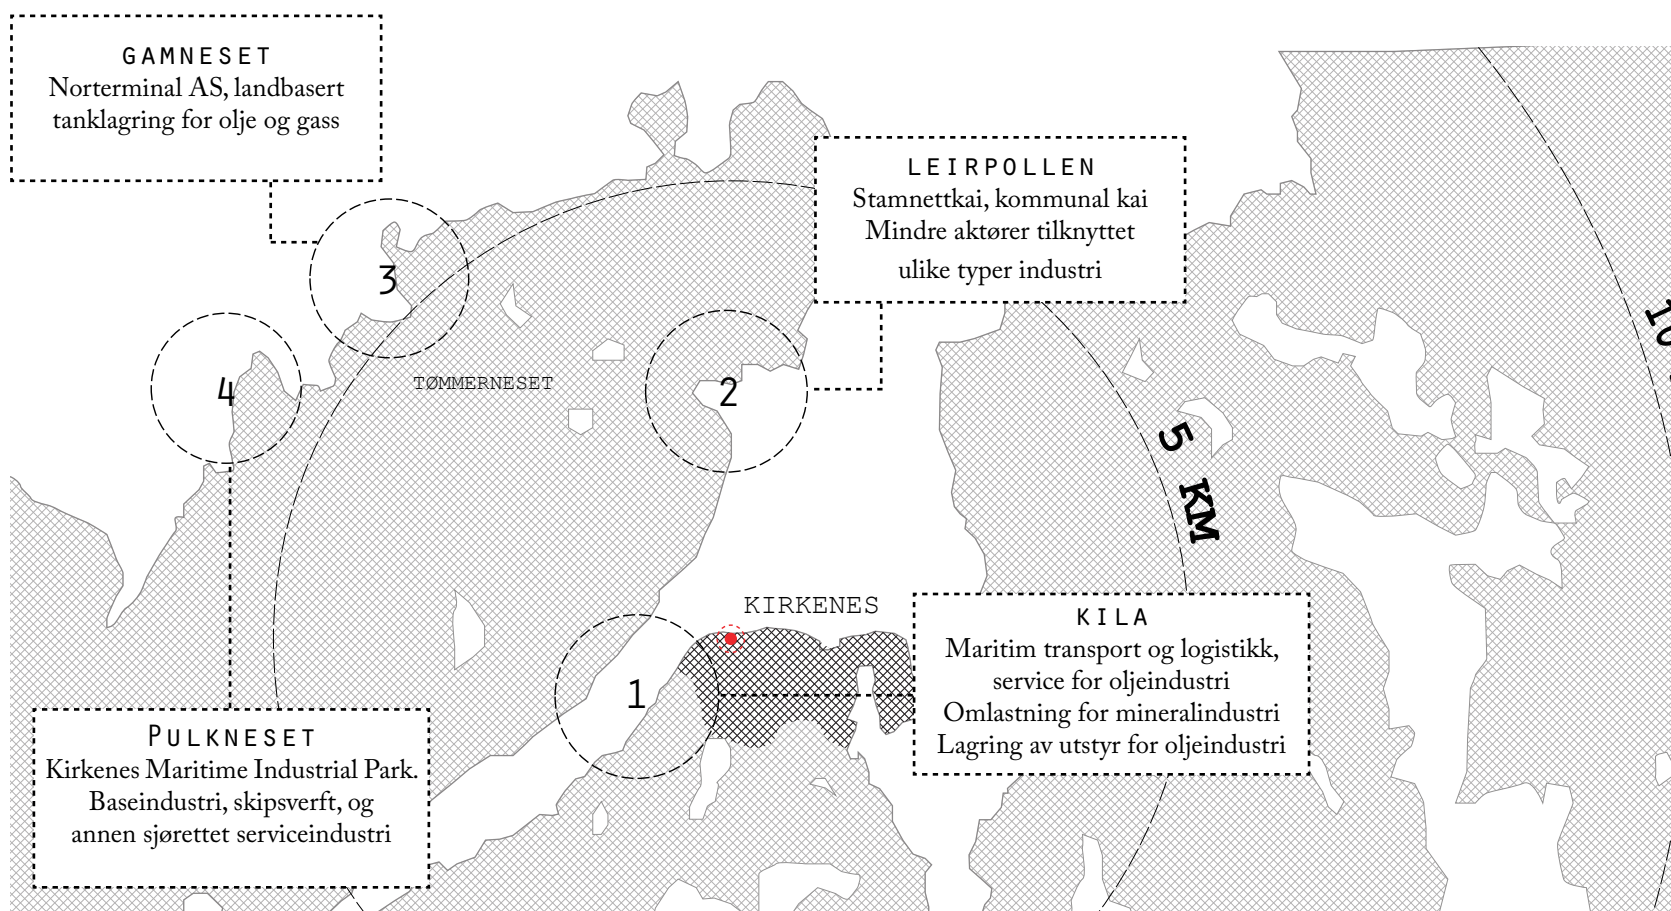 GAMNESET
Norterminal AS, landbasert
tanklagring for olje og gass
LEIRPOLLEN
Stamnettkai, kommunal kai
Mindre aktører tilknyttet
ulike typer industri
3
4
TØMMERNESET
2
10
5 KM
KIRKENES
1
KILA
Maritim transport og logistikk,
service for oljeindustri
Omlastning for mineralindustri
Lagring av utstyr for oljeindustri
PULKNESET
Kirkenes Maritime Industrial Park.
Baseindustri, skipsverft, og
annen sjørettet serviceindustri